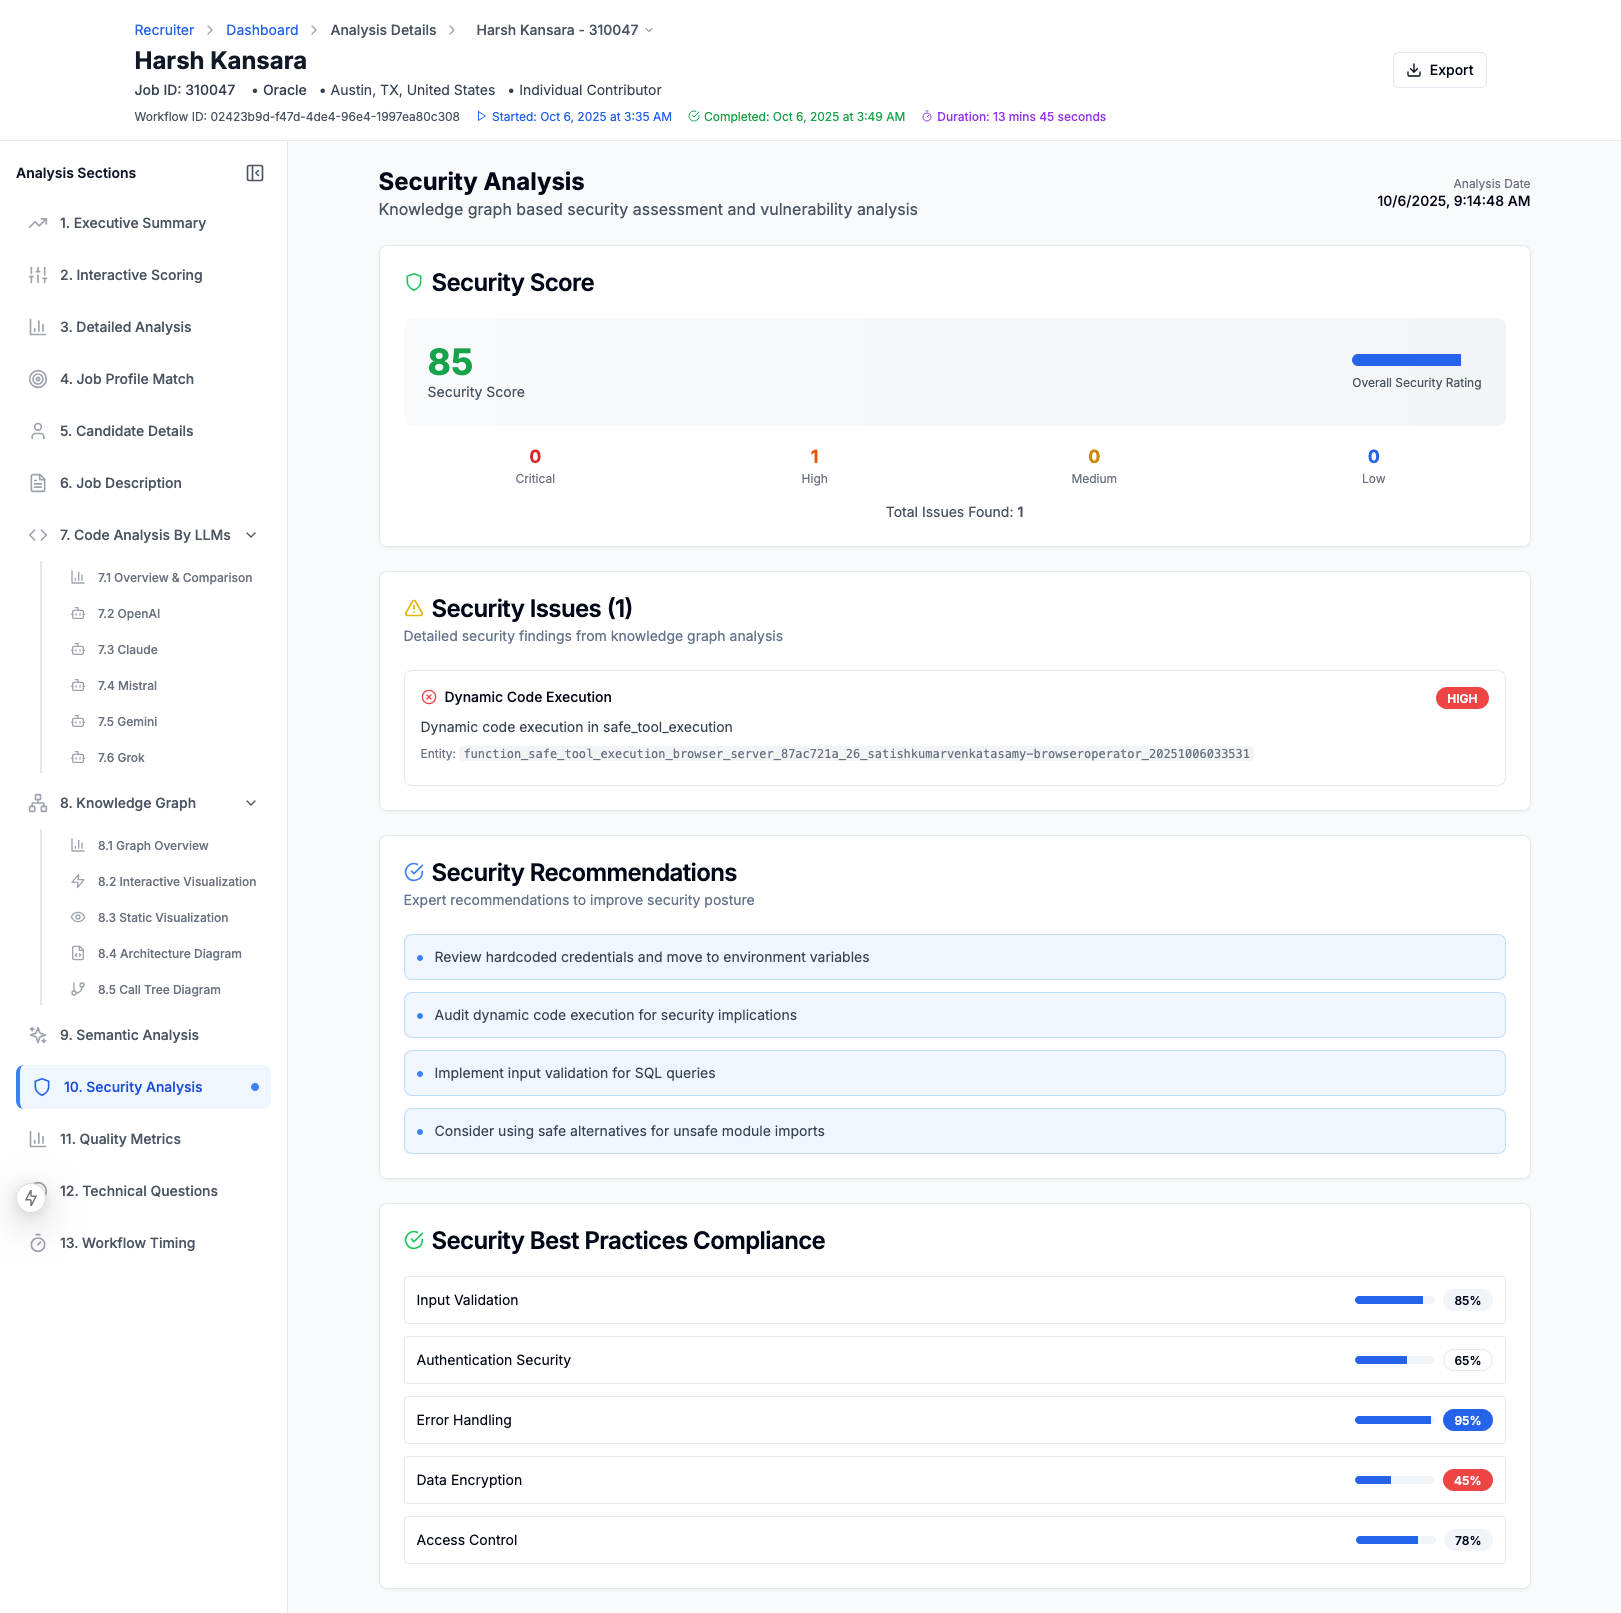 Recruiter > Dashboard > Analysis Details > Harsh Kansara - 310047
Harsh Kansara
Export
Job ID: 310047 • Oracle • Austin, TX, United States • Individual Contributor
Workflow ID: 02423b9d-f47d-4de4-96e4-1997ea80c308 Started: Oct 6, 2025 at 3:35 AM Completed: Oct 6, 2025 at 3:49 AM Duration: 13 mins 45 seconds
Analysis Sections
1. Executive Summary
2. Interactive Scoring
3. Detailed Analysis
4. Job Profile Match
5. Candidate Details
6. Job Description
7. Code Analysis By LLMs
7.1 Overview & Comparison
7.2 OpenAI
7.3 Claude
7.4 Mistral
7.5 Gemini
7.6 Grok
8. Knowledge Graph
8.1 Graph Overview
8.2 Interactive Visualization
8.3 Static Visualization
8.4 Architecture Diagram
8.5 Call Tree Diagram
9. Semantic Analysis
10. Security Analysis
11. Quality Metrics
12. Technical Questions
13. Workflow Timing
Security Analysis
Knowledge graph based security assessment and vulnerability analysis
Analysis Date
10/6/2025, 9:14:48 AM
Security Score
85
Security Score
Overall Security Rating
0
Critical
1
High
0
Medium
0
Low
Total Issues Found: 1
Security Issues (1)
Detailed security findings from knowledge graph analysis
Dynamic Code Execution
HIGH
Dynamic code execution in safe_tool_execution
Entity: function_safe_tool_execution_browser_server_87ac721a_26_satishkumarvenkatasamy-browseroperator_20251006033531
Security Recommendations
Expert recommendations to improve security posture
• Review hardcoded credentials and move to environment variables
• Audit dynamic code execution for security implications
• Implement input validation for SQL queries
• Consider using safe alternatives for unsafe module imports
Security Best Practices Compliance
Input Validation 85%
Authentication Security 65%
Error Handling 95%
Data Encryption 45%
Access Control 78%